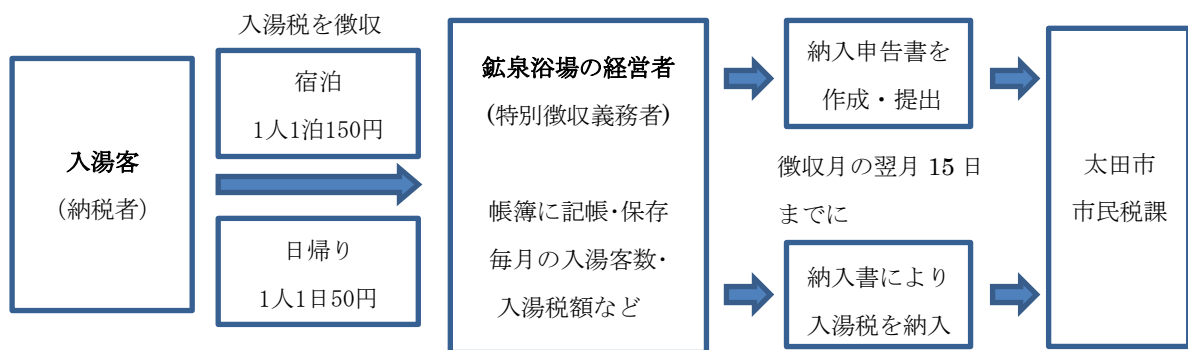 入湯税を徴収
入湯客
(納税者)
宿泊
1人1泊150円
日帰り
1人1日50円
鉱泉浴場の経営者
(特別徴収義務者)
帳簿に記帳・保存
毎月の入湯客数・
入湯税額など
納入申告書を
作成・提出
徴収月の翌月 15 日
までに
納入書により
入湯税を納入
太田市
市民税課